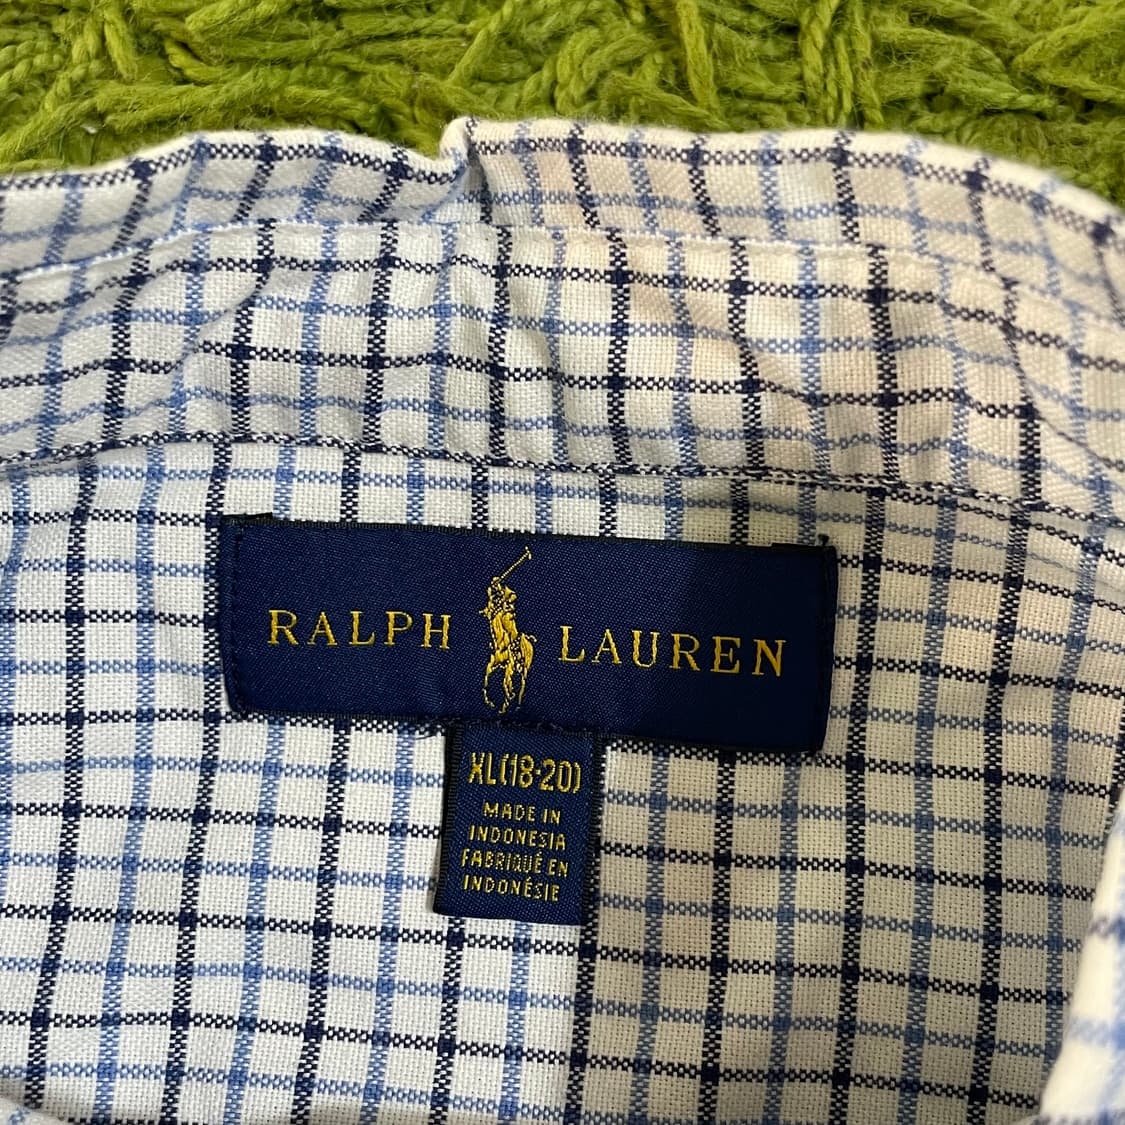 RALPH LAUREN
XL(18-20)
MADE IN
INDONESIA
FABRIQUÉ EN
INDONÉSIE